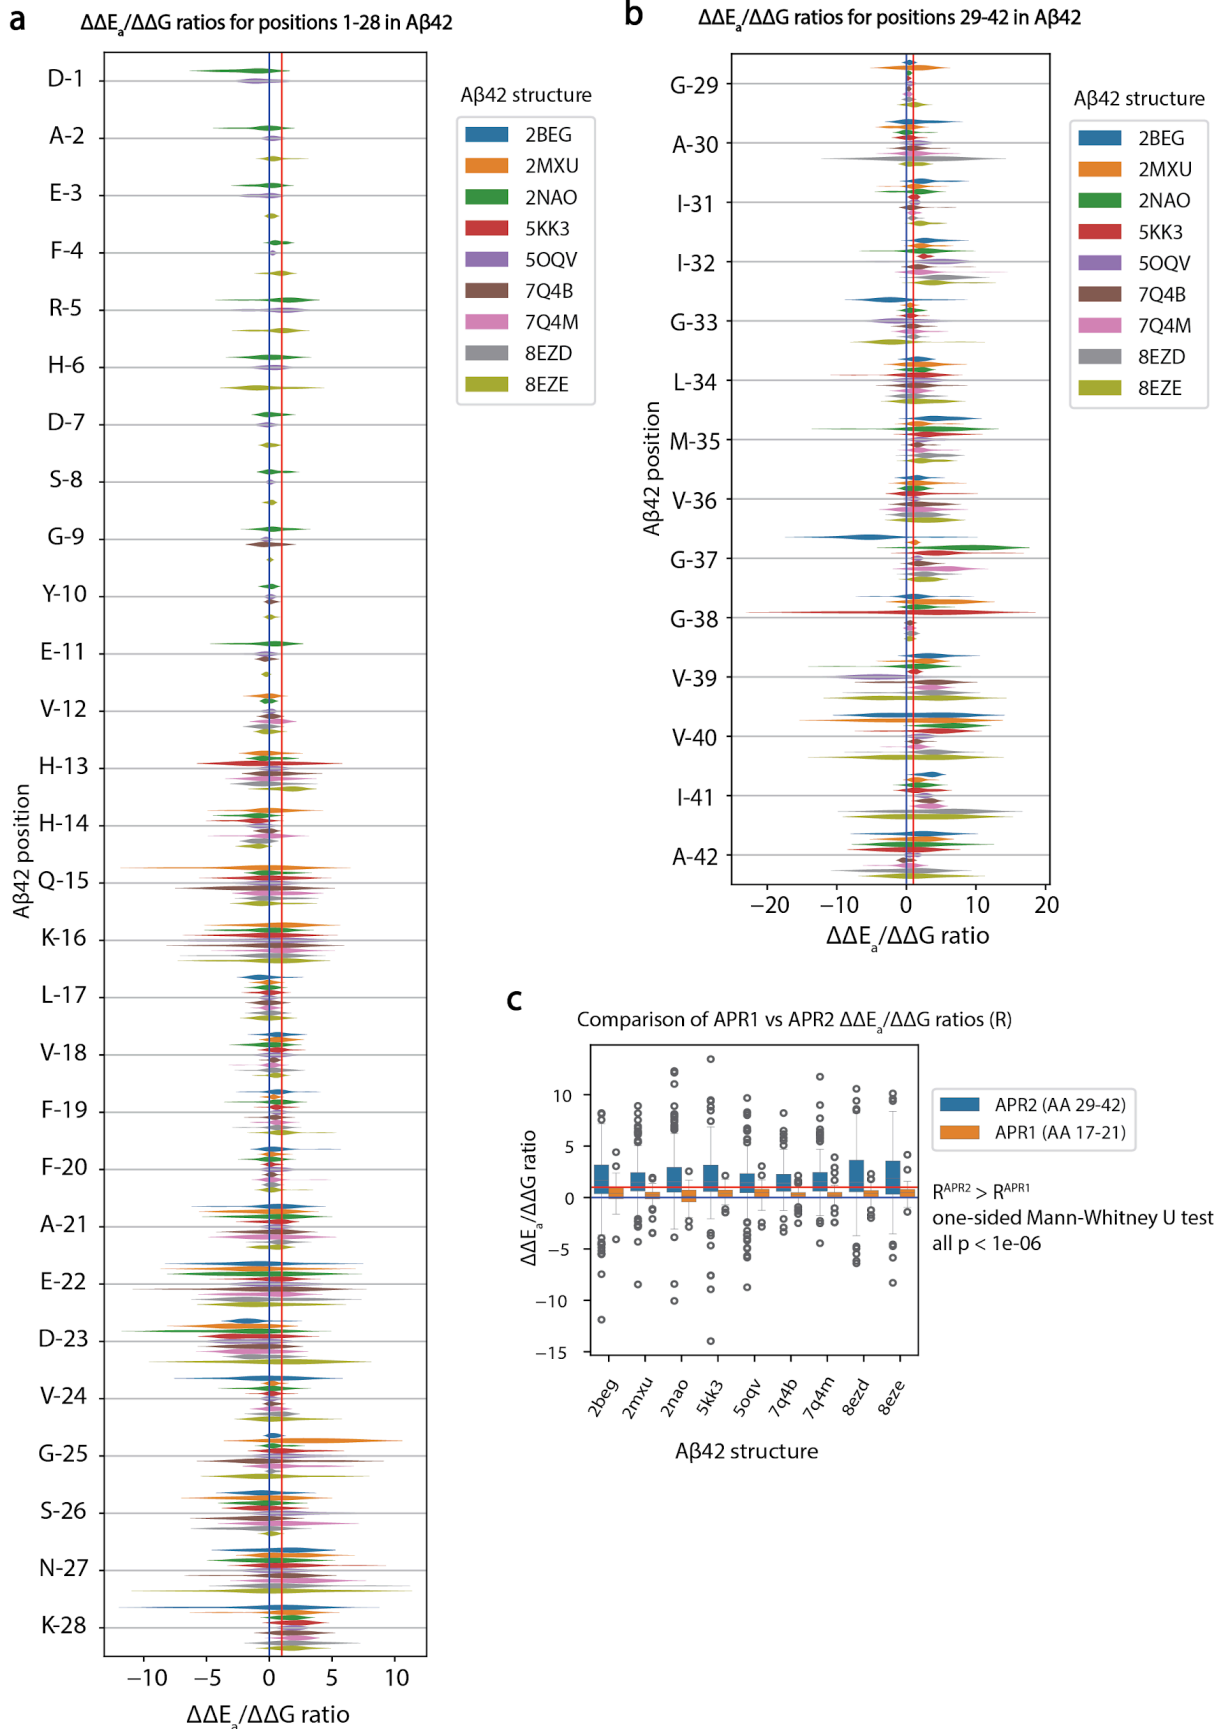 a
ΔΔEa/ΔΔG ratios for positions 1-28 in Aβ42
D-1
A-2
E-3
F-4
R-5
H-6
D-7
S-8
G-9
Y-10
E-11
V-12
H-13
H-14
Q-15
K-16
L-17
V-18
F-19
F-20
A-21
E-22
D-23
V-24
G-25
S-26
N-27
K-28
Aβ42 position
−10 −5 0 5 10
ΔΔEa/ΔΔG ratio
Aβ42 structure
2BEG
2MXU
2NAO
5KK3
5OQV
7Q4B
7Q4M
8EZD
8EZE
b
ΔΔEa/ΔΔG ratios for positions 29-42 in Aβ42
G-29
A-30
I-31
I-32
G-33
L-34
M-35
V-36
G-37
G-38
V-39
V-40
I-41
A-42
Aβ42 position
−20 −10 0 10 20
ΔΔEa/ΔΔG ratio
Aβ42 structure
2BEG
2MXU
2NAO
5KK3
5OQV
7Q4B
7Q4M
8EZD
8EZE
c
Comparison of APR1 vs APR2 ΔΔEa/ΔΔG ratios (R)
10
5
0
−5
−10
−15
ΔΔEa/ΔΔG ratio
2beg 2mxu 2nao 5kk3 5oqv 7q4b 7q4m 8ezd 8eze
Aβ42 structure
APR2 (AA 29-42)
APR1 (AA 17-21)
R^APR2 > R^APR1
one-sided Mann-Whitney U test
all p < 1e-06